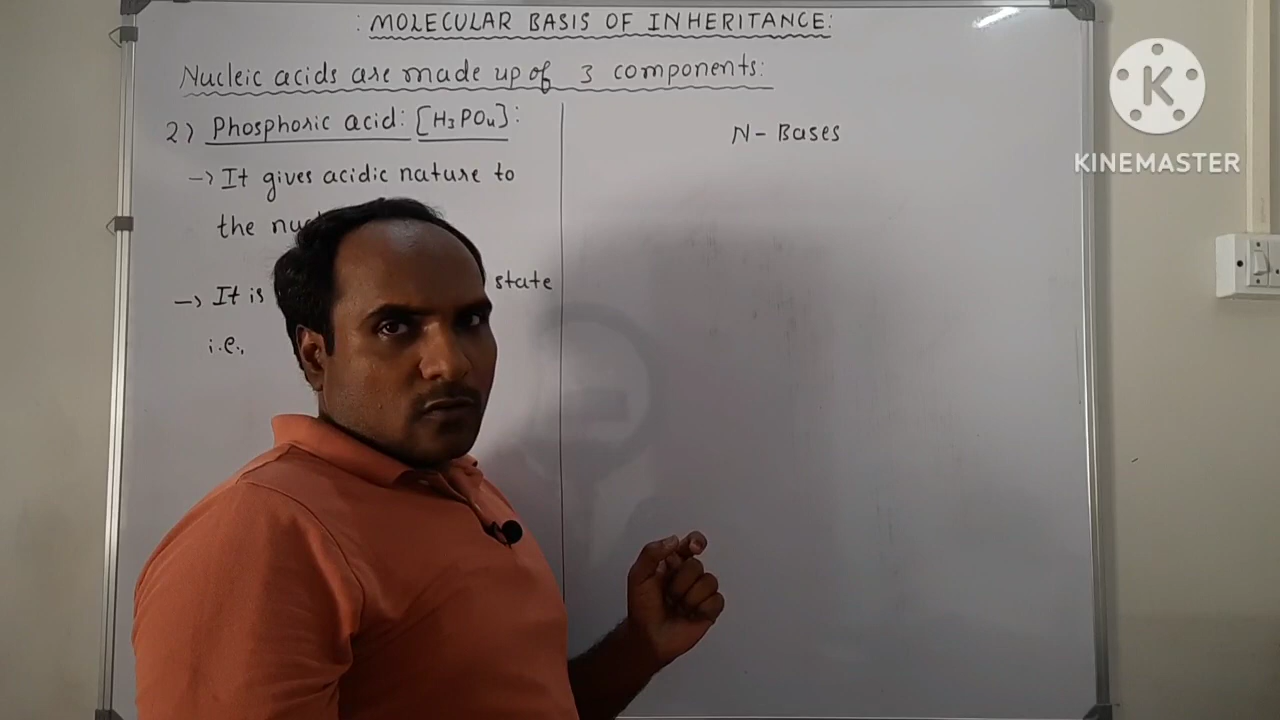 : MOLECULAR BASIS OF INHERITANCE:
Nucleic acids are made up of 3 components:
2) Phosphoric acid: [H3PO4]:
-> It gives acidic nature to
the
-> It is state
i.e.,
N- Bases
K
KINEMASTER